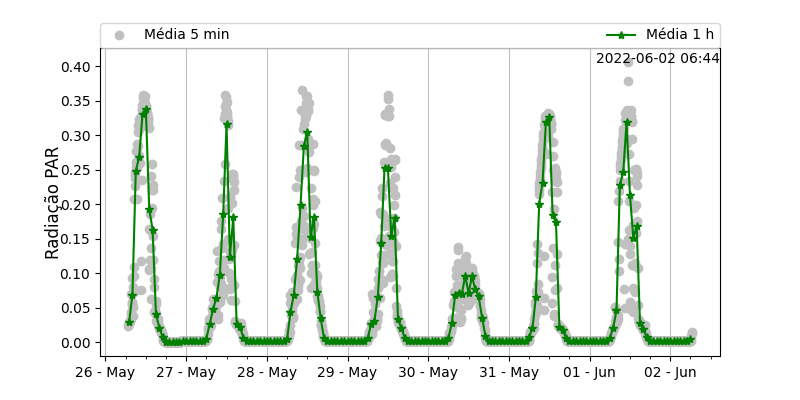 Média 5 min
Média 1 h
2022-06-02 06:44
Radiação PAR
0.40
0.35
0.30
0.25
0.20
0.15
0.10
0.05
0.00
26 - May
27 - May
28 - May
29 - May
30 - May
31 - May
01 - Jun
02 - Jun